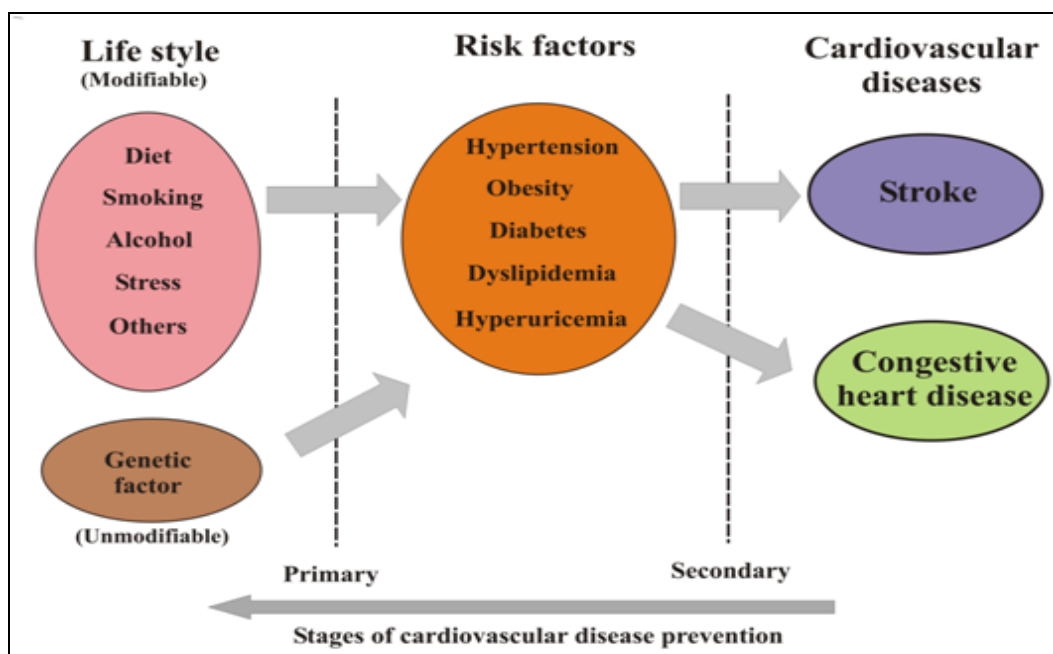 Life style
(Modifiable)
Diet
Smoking
Alcohol
Stress
Others
Genetic
factor
(Unmodifiable)
Risk factors
Hypertension
Obesity
Diabetes
Dyslipidemia
Hyperuricemia
Cardiovascular
diseases
Stroke
Congestive
heart disease
Primary
Secondary
Stages of cardiovascular disease prevention